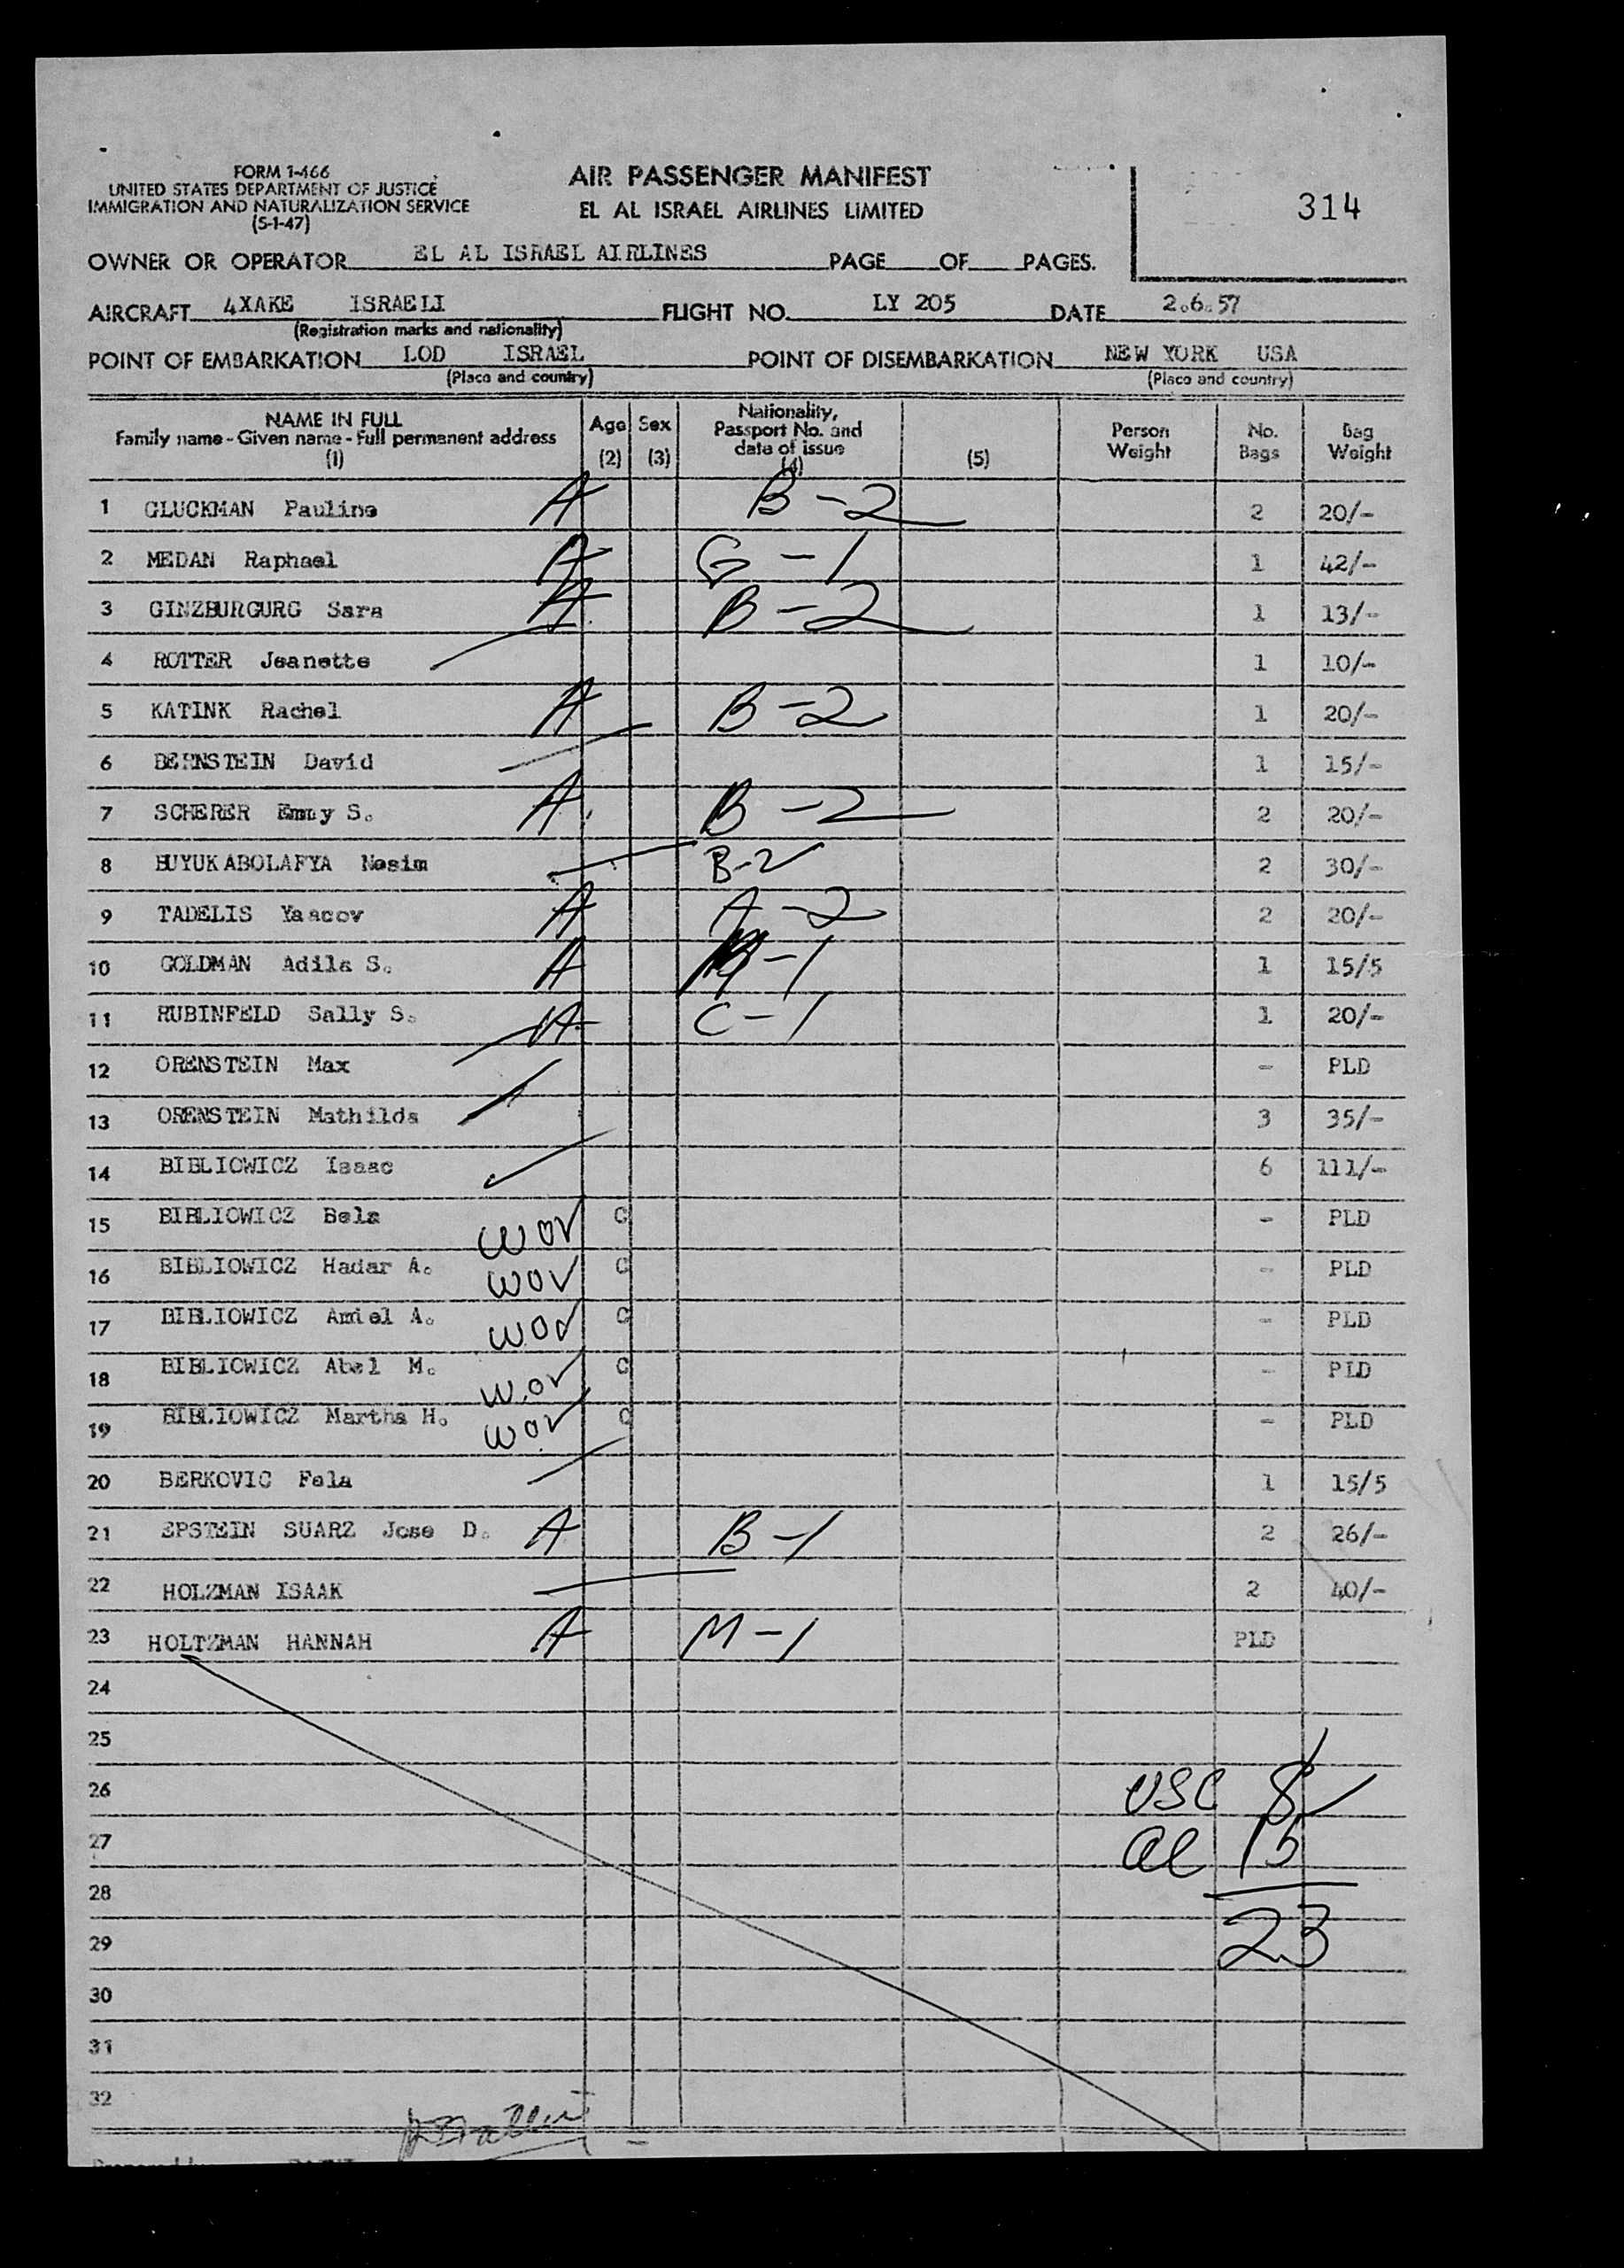 FORM 1-466
UNITED STATES DEPARTMENT OF JUSTICE
IMMIGRATION AND NATURALIZATION SERVICE
(5-1-47)
AIR PASSENGER MANIFEST
EL AL ISRAEL AIRLINES LIMITED
314
OWNER OR OPERATOR EL AL ISRAEL AIRLINES PAGE OF PAGES.
AIRCRAFT 4XAKE ISRAELI FLIGHT NO. LY 205 DATE 2.6.57
(Registration marks and nationality)
POINT OF EMBARKATION LOD ISRAEL POINT OF DISEMBARKATION NEW YORK USA
(Place and country) (Place and country)
NAME IN FULL
Family name - Given name - Full permanent address
(1)
Age
(2)
Sex
(3)
Nationality,
Passport No. and
date of issue
(4)
(5)
Person
Weight
No.
Bags
Bag
Weight
1 GLUCKMAN Pauline A B-2 2 20/-
2 MEDAN Raphael A G-1 1 42/-
3 GINZBURGURG Sara A B-2 1 13/-
4 ROTTER Jeanette 1 10/-
5 KATINK Rachel A B-2 1 20/-
6 BERNSTEIN David 1 15/-
7 SCHERER Emmy S. A B-2 2 20/-
8 BUYUKABOLAFYA Nesim B-2 2 30/-
9 TADELIS Yaacov A A-2 2 20/-
10 GOLDMAN Adila S. A -1 1 15/5
11 RUBINFELD Sally S. A C-1 1 20/-
12 ORENSTEIN Max - PLD
13 ORENSTEIN Mathilda 3 35/-
14 BIBLIOWICZ Isaac 6 111/-
15 BIBLIOWICZ Bela C - PLD
16 BIBLIOWICZ Hadar A. C - PLD
17 BIBLIOWICZ Amiel A. C - PLD
18 BIBLIOWICZ Abel M. C - PLD
19 BIBLIOWICZ Martha H. C - PLD
20 BERKOVIC Fela 1 15/5
21 EPSTEIN SUARZ Jose D. A B-1 2 26/-
22 HOLZMAN ISAAK 2 40/-
23 HOLTZMAN HANNAH A M-1 PLD
24
25
26 USC 8
27 al 15
28
29 23
30
31
32